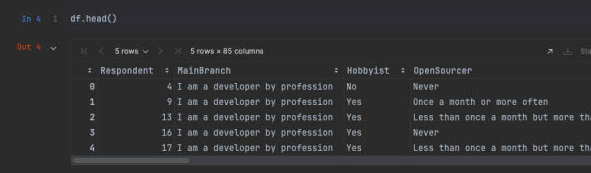 In 4 1 df.head()
Out 4 5 rows 5 rows × 85 columns
Respondent MainBranch Hobbyist OpenSourcer
0 4 I am a developer by profession No Never
1 9 I am a developer by profession Yes Once a month or more often
2 13 I am a developer by profession Yes Less than once a month but more tha
3 16 I am a developer by profession Yes Never
4 17 I am a developer by profession Yes Less than once a month but more tha